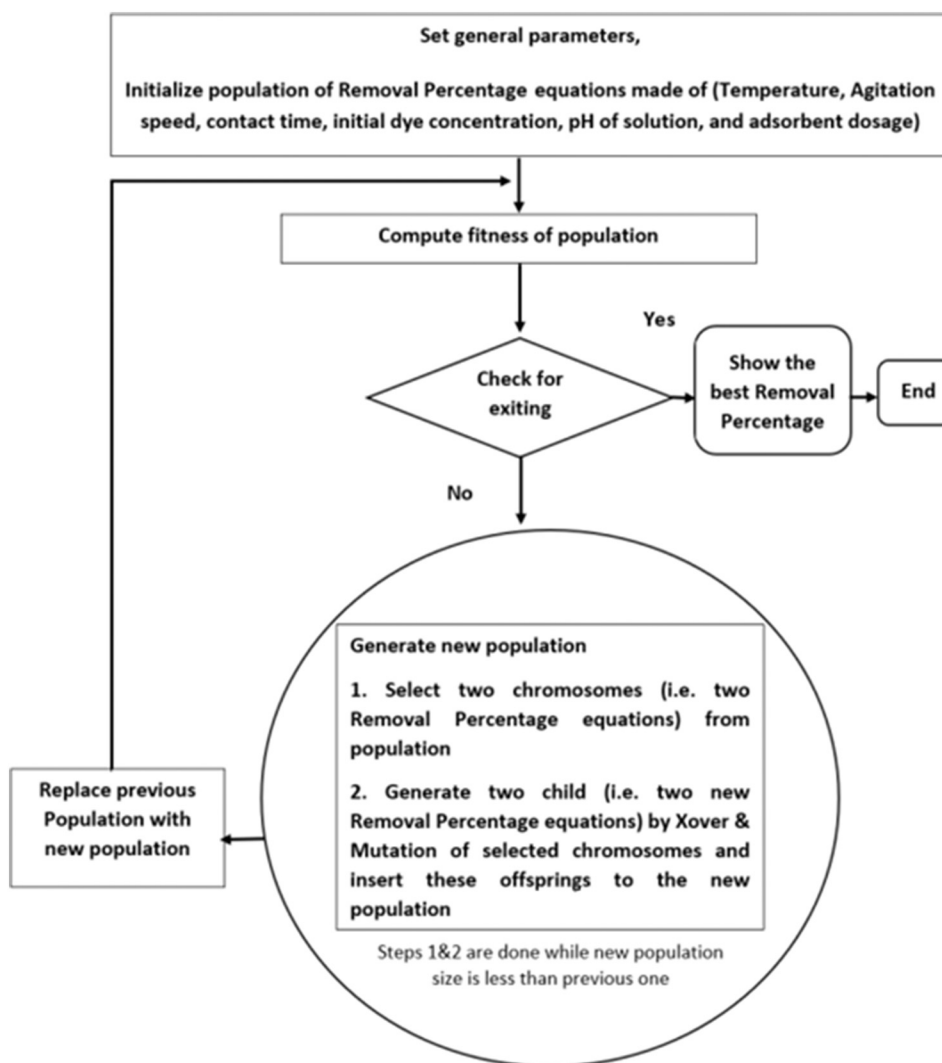 Set general parameters,
Initialize population of Removal Percentage equations made of (Temperature, Agitation
speed, contact time, initial dye concentration, pH of solution, and adsorbent dosage)
Compute fitness of population
Yes
Check for
exiting
Show the
best Removal
Percentage
End
No
Generate new population
1. Select two chromosomes (i.e. two
Removal Percentage equations) from
population
2. Generate two child (i.e. two new
Removal Percentage equations) by Xover &
Mutation of selected chromosomes and
insert these offsprings to the new
population
Steps 1&2 are done while new population
size is less than previous one
Replace previous
Population with
new population